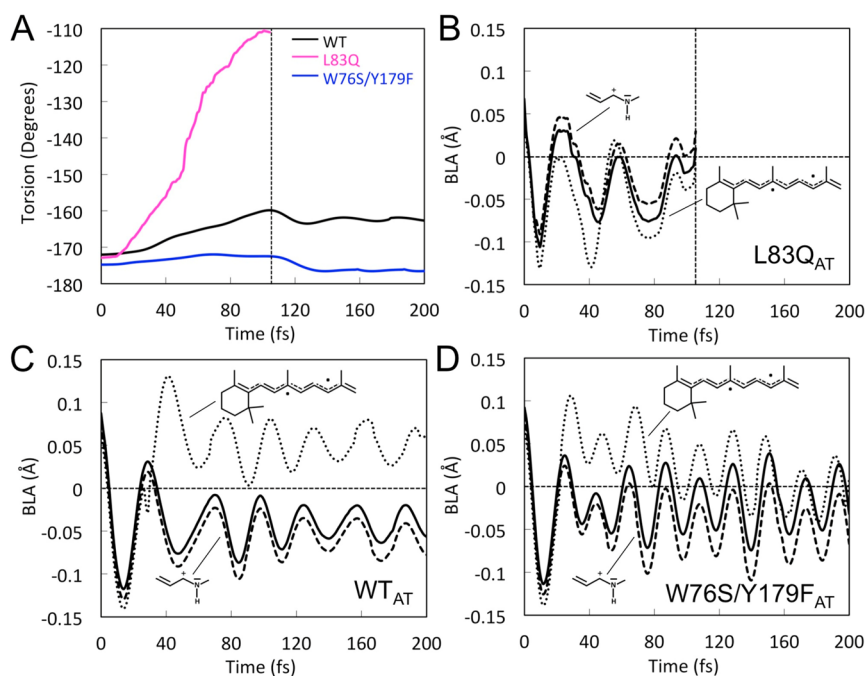 A
-110
-120
-130
-140
-150
-160
-170
-180
Torsion (Degrees)
WT
L83Q
W76S/Y179F
0 40 80 120 160 200
Time (fs)
B
0.15
0.1
0.05
0
-0.05
-0.1
-0.15
BLA (Å)
+
N
H
L83Q_AT
0 40 80 120 160 200
Time (fs)
C
0.15
0.1
0.05
0
-0.05
-0.1
-0.15
BLA (Å)
+
N
H
WT_AT
0 40 80 120 160 200
Time (fs)
D
0.15
0.1
0.05
0
-0.05
-0.1
-0.15
BLA (Å)
+
N
H
W76S/Y179F_AT
0 40 80 120 160 200
Time (fs)